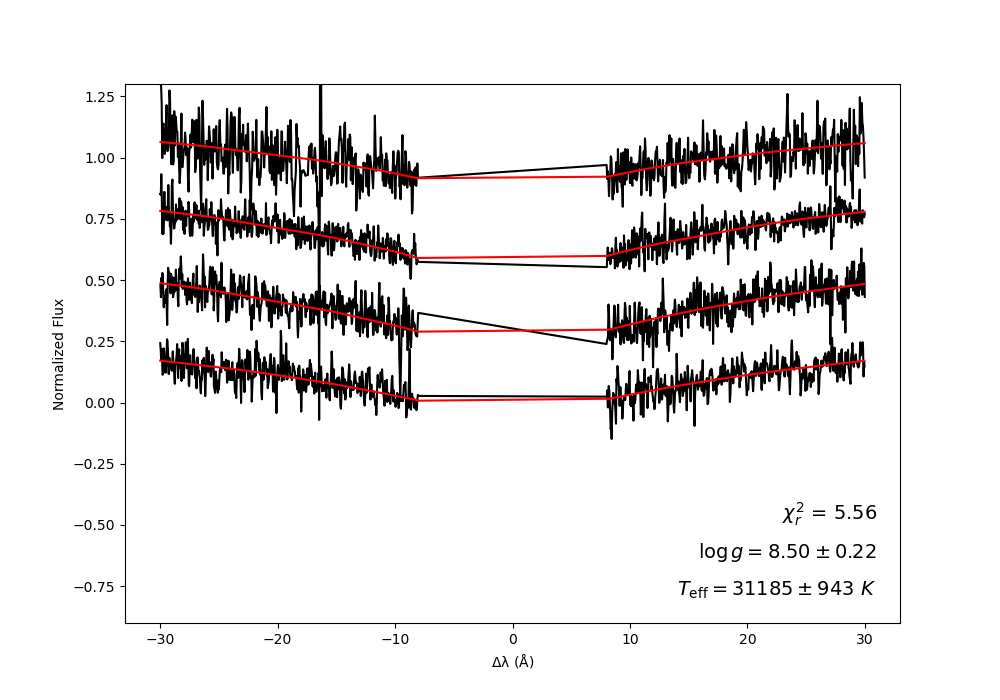 1.25
1.00
0.75
0.50
0.25
0.00
−0.25
−0.50
−0.75
Normalized Flux
χ²ᵣ = 5.56
log g = 8.50 ± 0.22
T_eff = 31185 ± 943 K
−30 −20 −10 0 10 20 30
Δλ (Å)